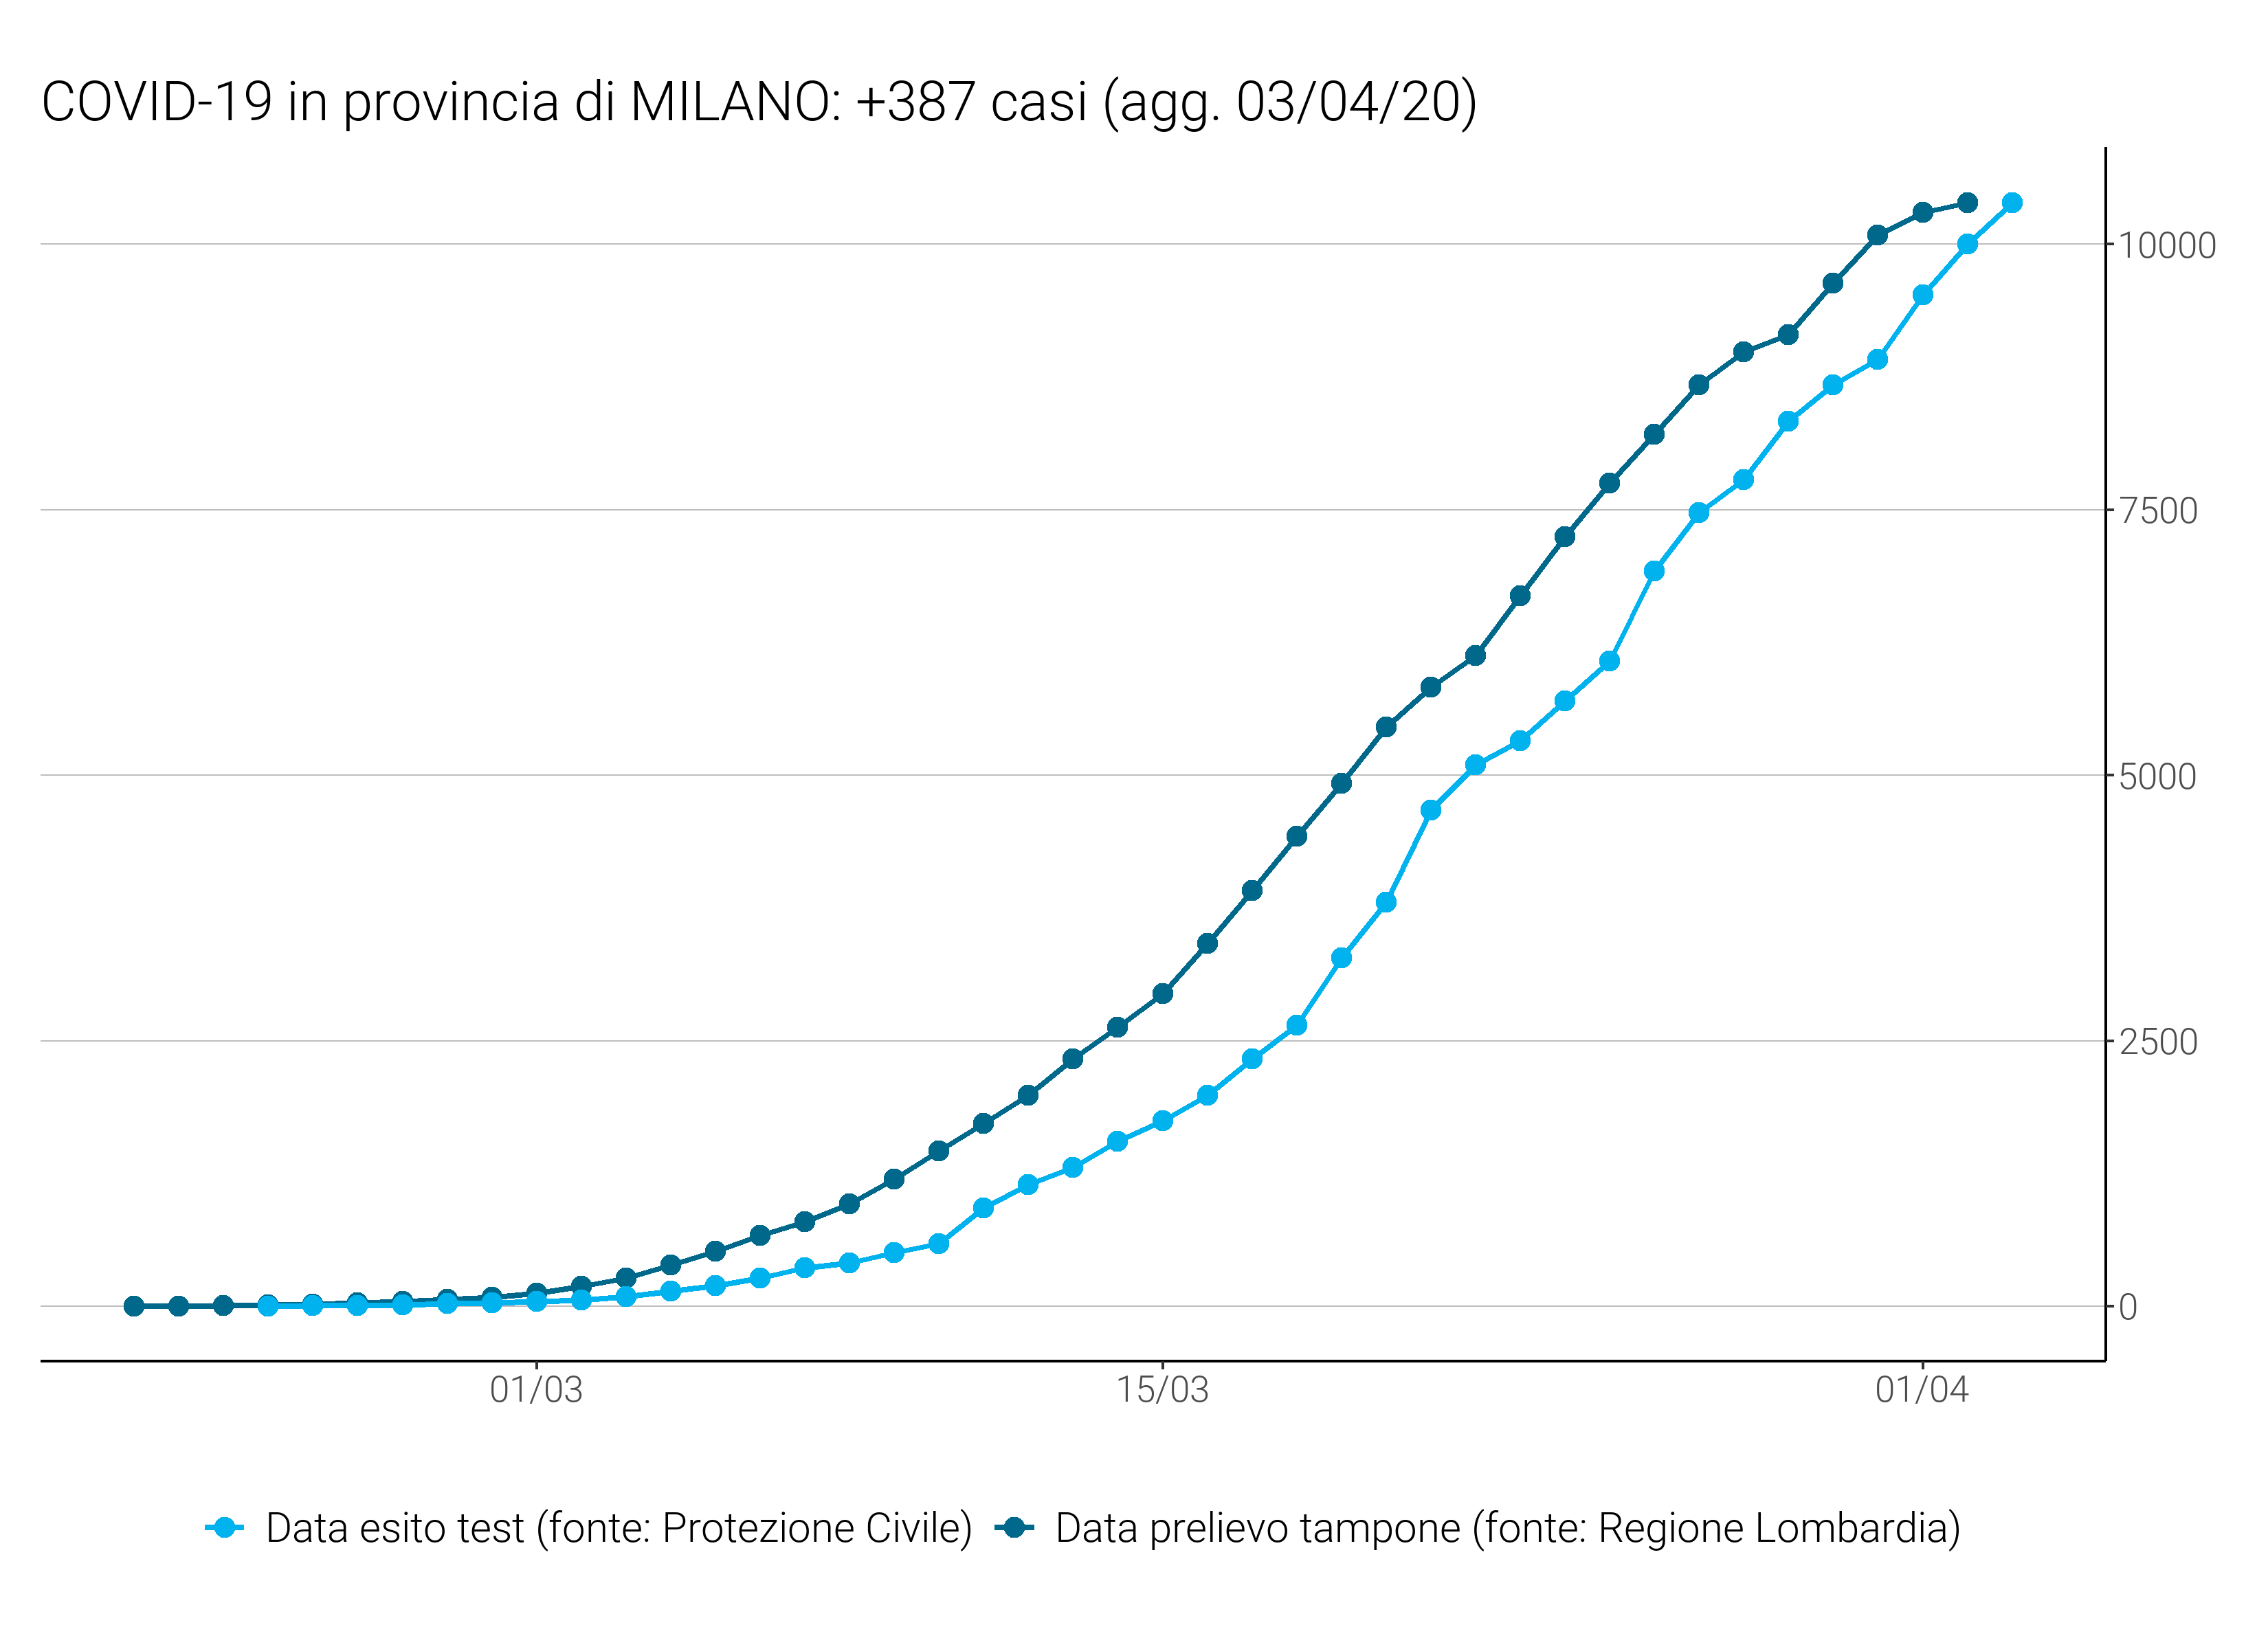 COVID-19 in provincia di MILANO: +387 casi (agg. 03/04/20)
10000
7500
5000
2500
0
01/03 15/03 01/04
Data esito test (fonte: Protezione Civile) Data prelievo tampone (fonte: Regione Lombardia)